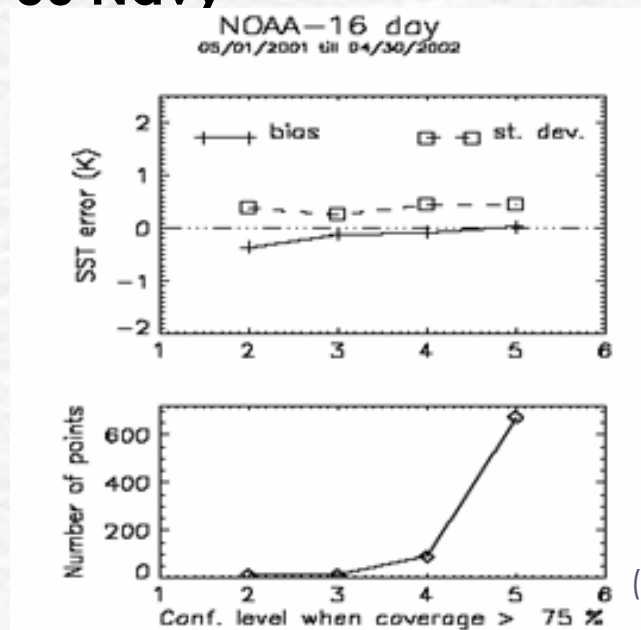 NOAA-16 day
05/01/2001 till 04/30/2002
bias
st. dev.
SST error (K)
2
1
0
-1
-2
1 2 3 4 5 6
Number of points
600
400
200
0
1 2 3 4 5 6
(
Conf. level when coverage > 75 %